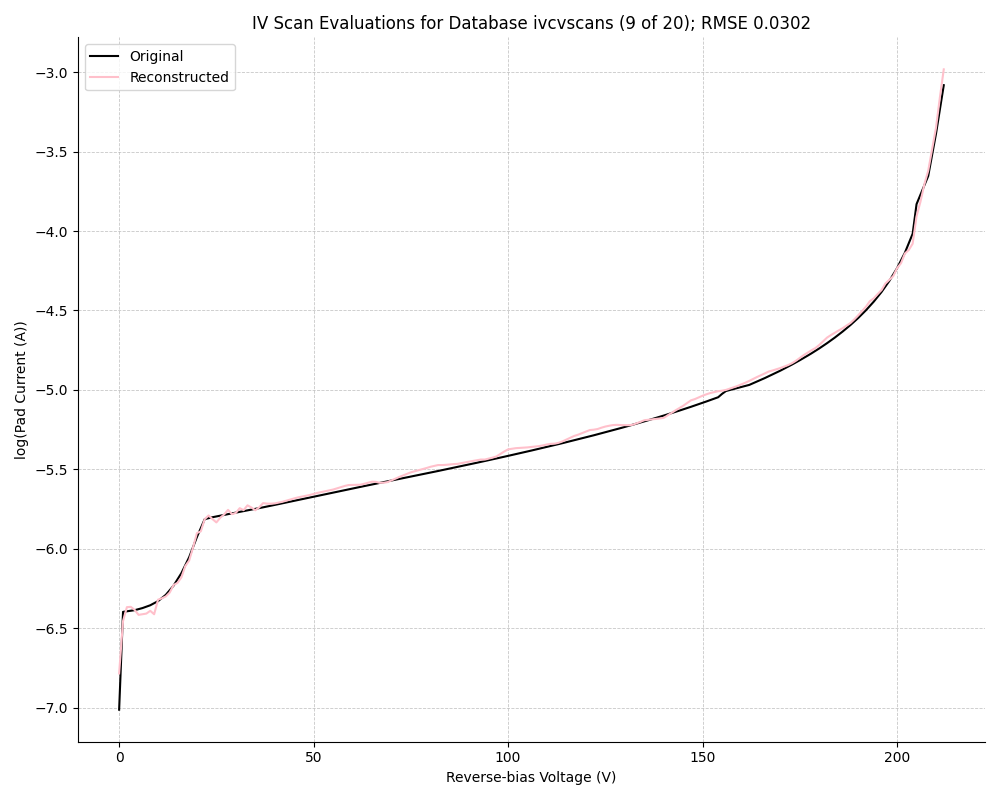 IV Scan Evaluations for Database ivcvscans (9 of 20); RMSE 0.0302
Original
Reconstructed
log(Pad Current (A))
−3.0
−3.5
−4.0
−4.5
−5.0
−5.5
−6.0
−6.5
−7.0
0 50 100 150 200
Reverse-bias Voltage (V)